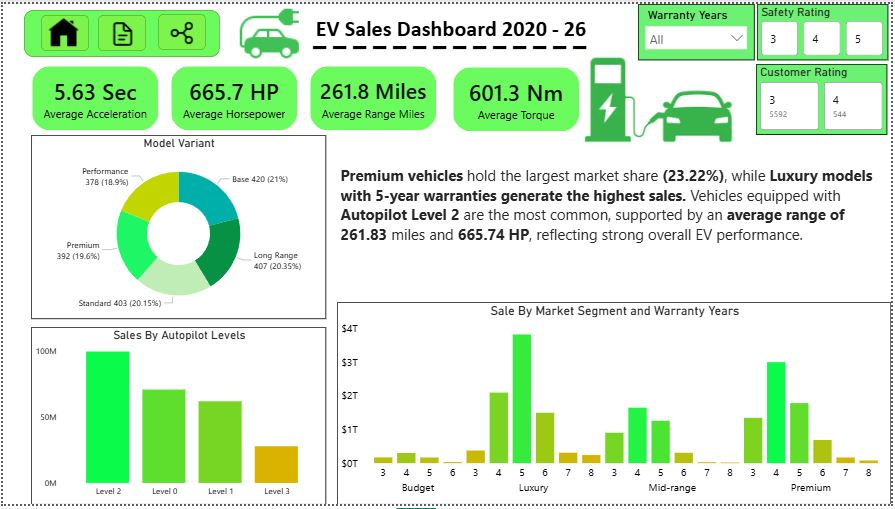 EV Sales Dashboard 2020 - 26
Warranty Years
All
Safety Rating
3 4 5
Customer Rating
3 4
5592 544
5.63 Sec
Average Acceleration
665.7 HP
Average Horsepower
261.8 Miles
Average Range Miles
601.3 Nm
Average Torque
Model Variant
Performance
378 (18.9%)
Base 420 (21%)
Premium
392 (19.6%)
Long Range
407 (20.35%)
Standard 403 (20.15%)
Premium vehicles hold the largest market share (23.22%), while Luxury models
with 5-year warranties generate the highest sales. Vehicles equipped with
Autopilot Level 2 are the most common, supported by an average range of
261.83 miles and 665.74 HP, reflecting strong overall EV performance.
Sales By Autopilot Levels
100M
50M
0M
Level 2 Level 0 Level 1 Level 3
Sale By Market Segment and Warranty Years
$4T
$3T
$2T
$1T
$0T
3 4 5 6 3 4 5 6 7 8 3 4 5 6 7 8 3 4 5 6 7 8
Budget Luxury Mid-range Premium